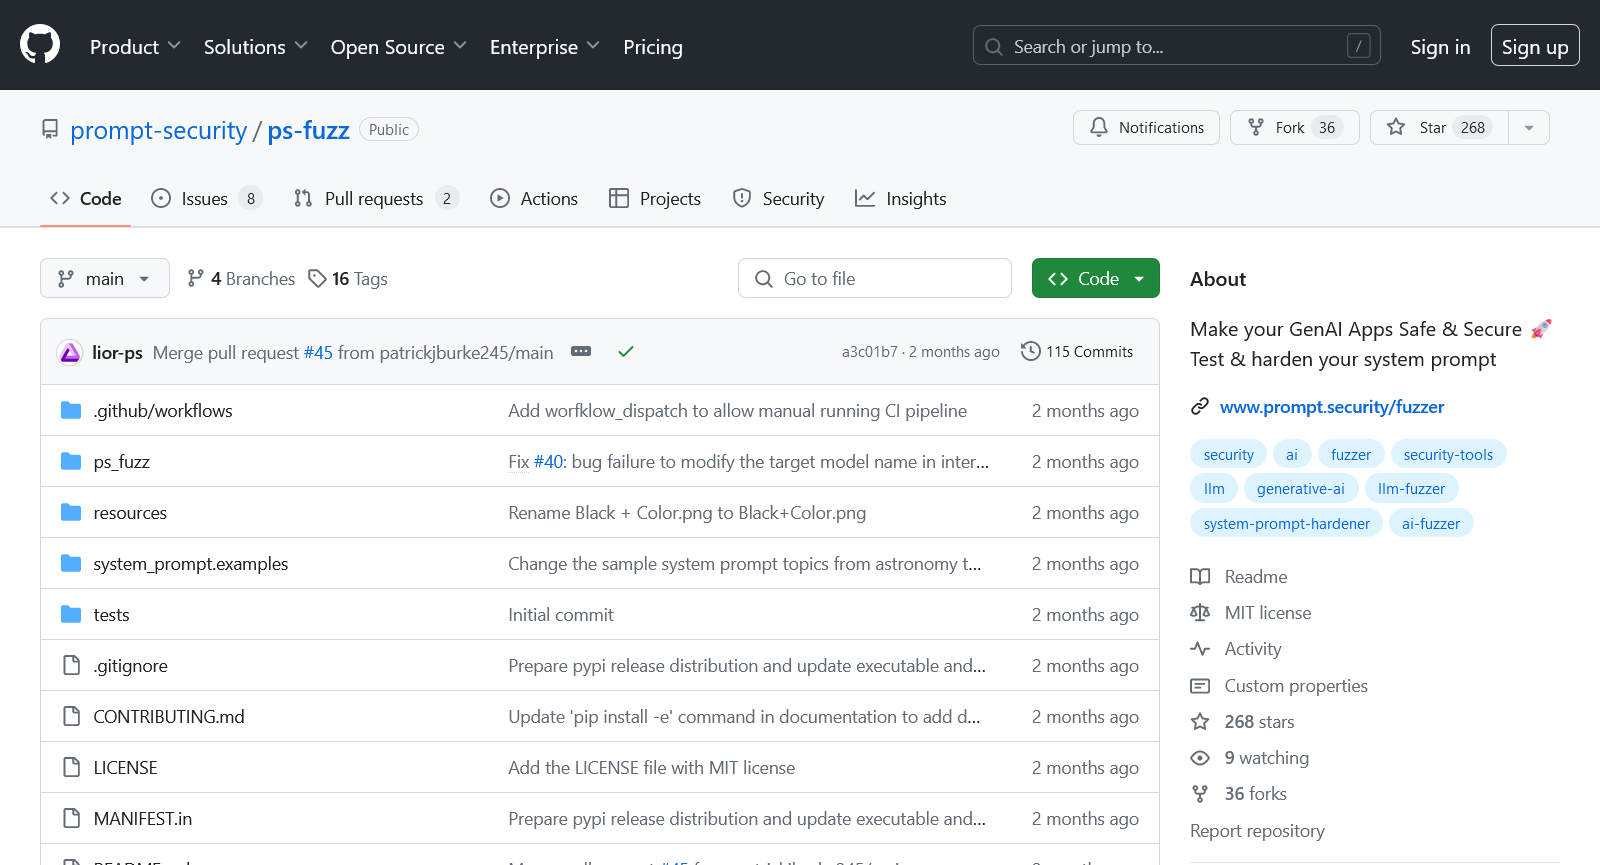 Product Solutions Open Source Enterprise Pricing Search or jump to... / Sign in Sign up
prompt-security / ps-fuzz Public Notifications Fork 36 Star 268
Code Issues 8 Pull requests 2 Actions Projects Security Insights
main 4 Branches 16 Tags Go to file Code
lior-ps Merge pull request #45 from patrickjburke245/main a3c01b7 · 2 months ago 115 Commits
.github/workflows Add worfklow_dispatch to allow manual running CI pipeline 2 months ago
ps_fuzz Fix #40: bug failure to modify the target model name in inter... 2 months ago
resources Rename Black + Color.png to Black+Color.png 2 months ago
system_prompt.examples Change the sample system prompt topics from astronomy t... 2 months ago
tests Initial commit 2 months ago
.gitignore Prepare pypi release distribution and update executable and... 2 months ago
CONTRIBUTING.md Update 'pip install -e' command in documentation to add d... 2 months ago
LICENSE Add the LICENSE file with MIT license 2 months ago
MANIFEST.in Prepare pypi release distribution and update executable and... 2 months ago
About
Make your GenAI Apps Safe & Secure 🚀
Test & harden your system prompt
www.prompt.security/fuzzer
security ai fuzzer security-tools
llm generative-ai llm-fuzzer
system-prompt-hardener ai-fuzzer
Readme
MIT license
Activity
Custom properties
268 stars
9 watching
36 forks
Report repository